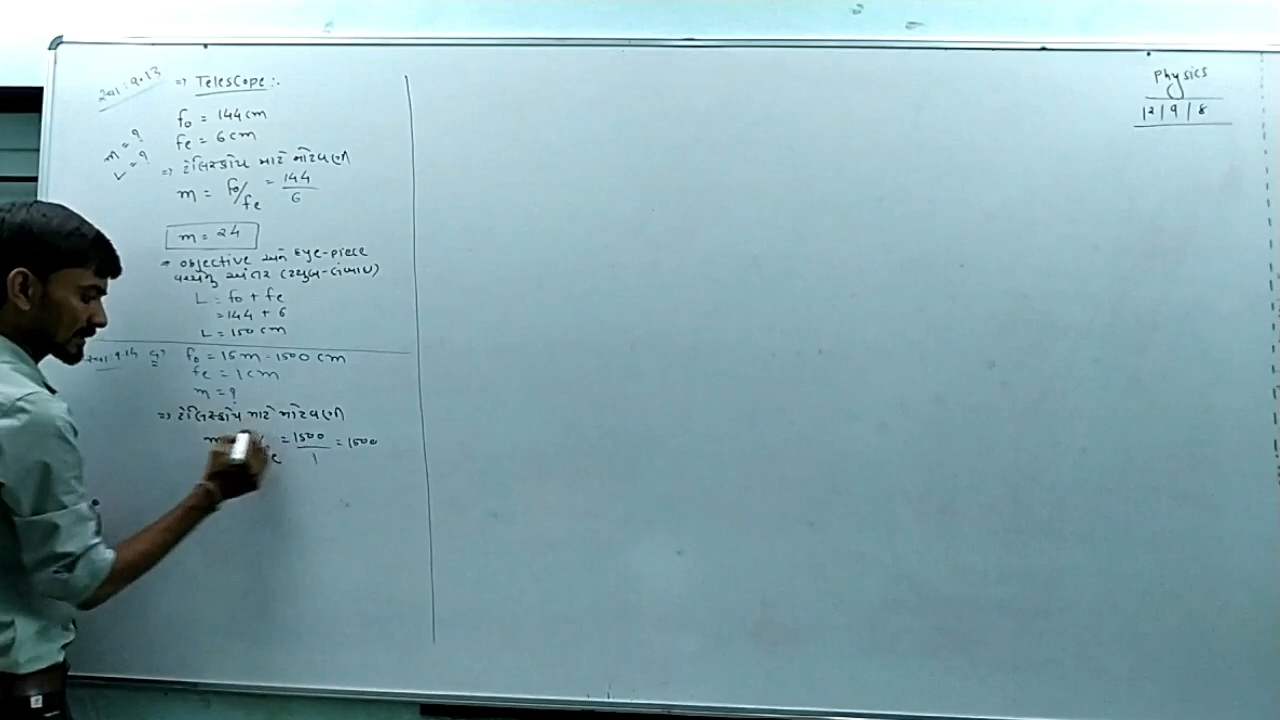 ⇒ Telescope :-
f₀ = 144 cm
fe = 6 cm
m = ?
L = ?
⇒ ટેલિસ્કોપ માટે મોટવણી
m = f₀/fe = 144/6
m = 24
objective અને Eye-piece
વચ્ચેનું અંતર
L = f₀ + fe
= 144 + 6
L = 150 cm
f₀ = 15 m = 1500 cm
fe = 1 cm
m = ?
⇒ ટેલિસ્કોપ માટે મોટવણી
= 1500/1 = 1500
Physics
12 | 9 | 8